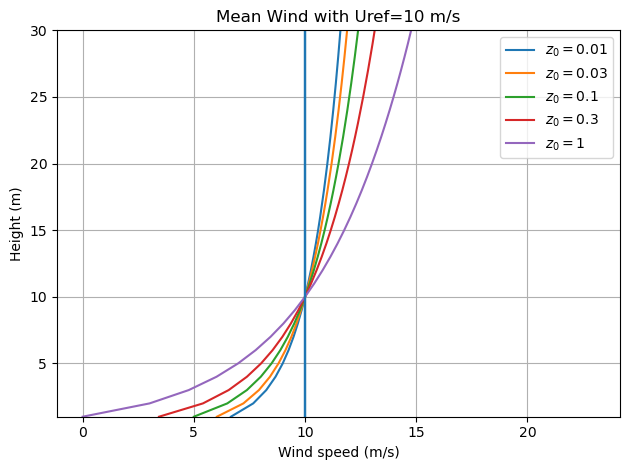 Mean Wind with Uref=10 m/s
30
25
20
15
10
5
Height (m)
z₀ = 0.01
z₀ = 0.03
z₀ = 0.1
z₀ = 0.3
z₀ = 1
0 5 10 15 20
Wind speed (m/s)